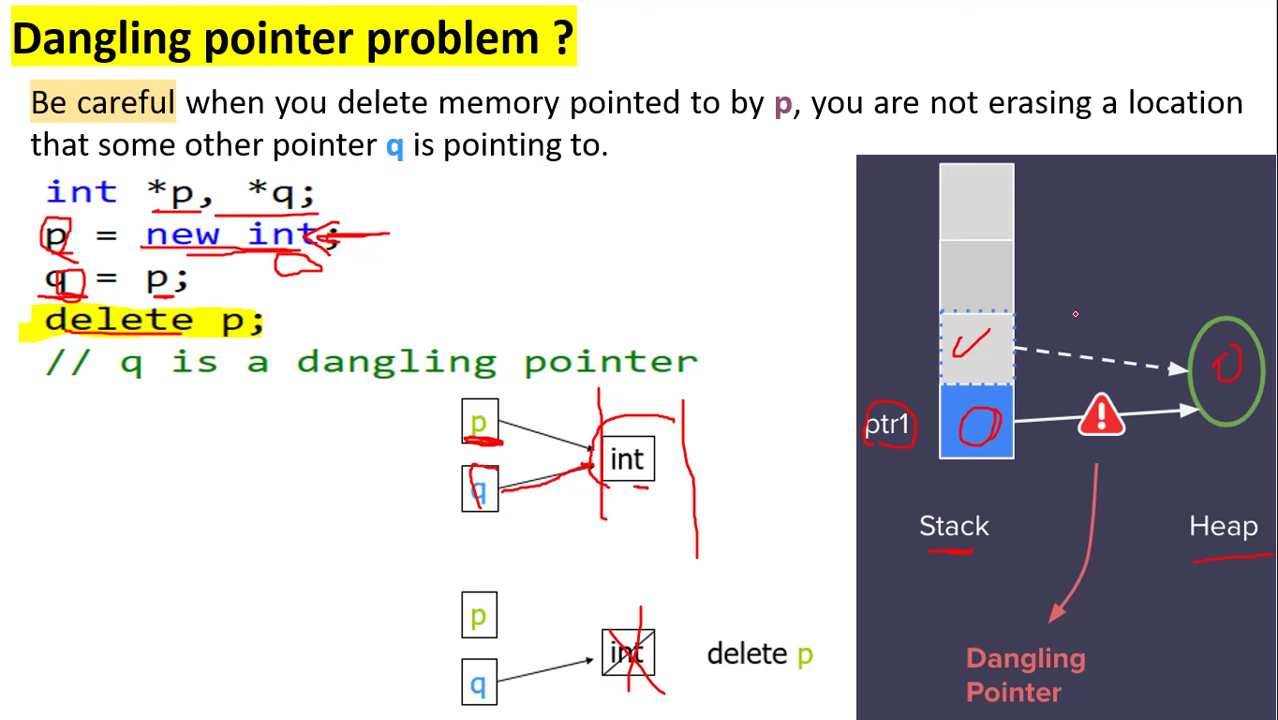 Dangling pointer problem ?
Be careful when you delete memory pointed to by p, you are not erasing a location
that some other pointer q is pointing to.
int *p, *q;
p = new int;
q = p;
delete p;
// q is a dangling pointer
p
int
q
p
int
delete p
q
ptr1
Stack
Heap
Dangling
Pointer